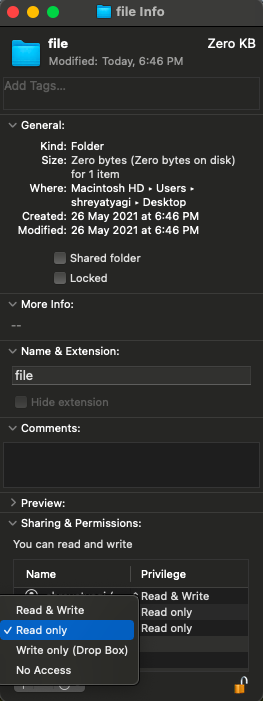 file Info
file
Zero KB
Modified: Today, 6:46 PM
Add Tags...
General:
Kind: Folder
Size: Zero bytes (Zero bytes on disk)
for 1 item
Where: Macintosh HD ▸ Users ▸
shreyatyagi ▸ Desktop
Created: 26 May 2021 at 6:46 PM
Modified: 26 May 2021 at 6:46 PM
Shared folder
Locked
More Info:
--
Name & Extension:
file
Hide extension
Comments:
Preview:
Sharing & Permissions:
You can read and write
Name Privilege
Read & Write
Read only
Read only
Read & Write
✓ Read only
Write only (Drop Box)
No Access